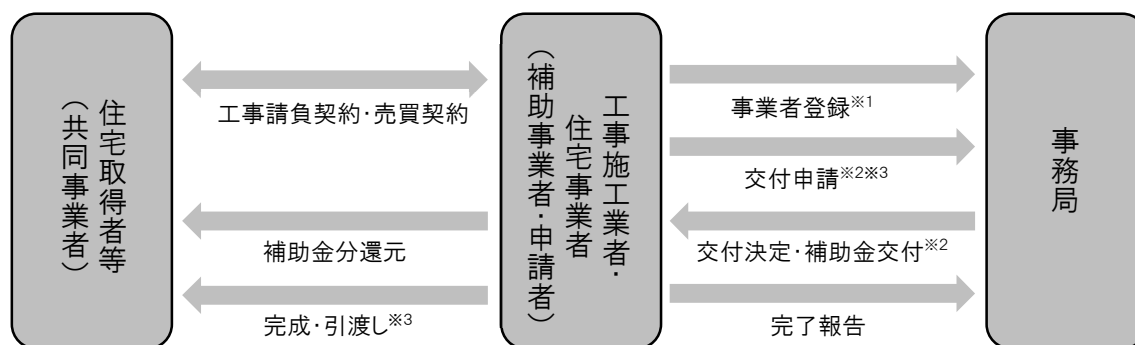 住宅取得者等
（共同事業者）
工事請負契約・売買契約
補助金分還元
完成・引渡し※3
工事施工業者・
住宅事業者
（補助事業者・申請者）
事業者登録※1
交付申請※2※3
交付決定・補助金交付※2
完了報告
事務局